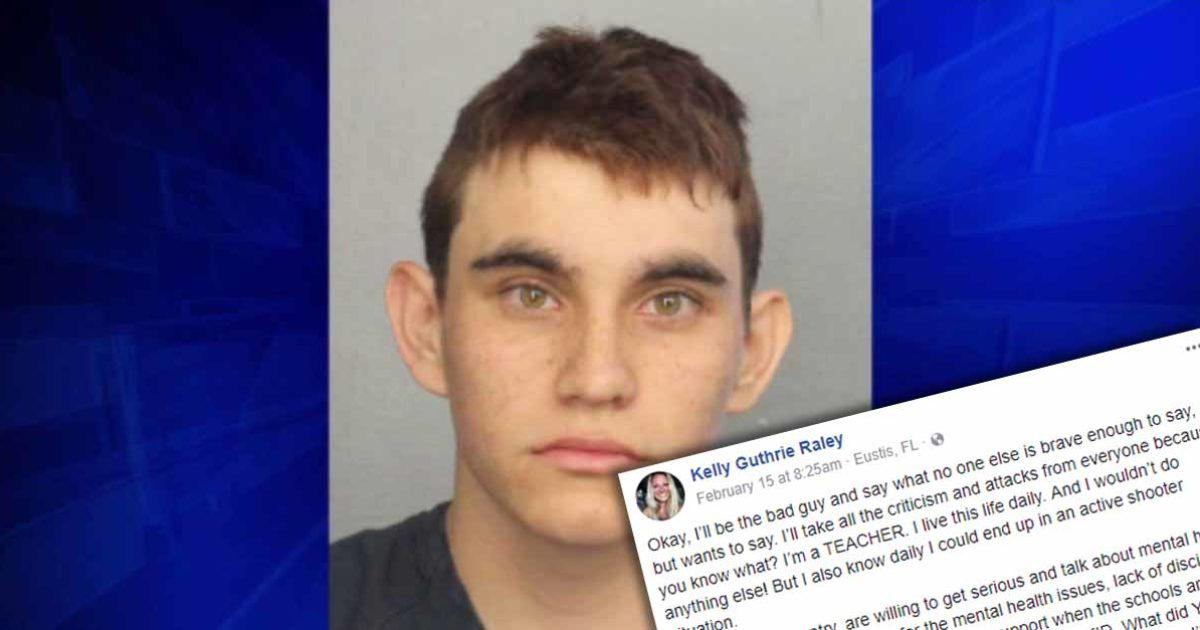 Kelly Guthrie Raley
February 15 at 8:25am · Eustis, FL ·
Okay, I'll be the bad guy and say what no one else is brave enough to say,
but wants to say. I'll take all the criticism and attacks from everyone becau
you know what? I'm a TEACHER. I live this life daily. And I wouldn't do
anything else! But I also know daily I could end up in an active shooter
ituation.
are willing to get serious and talk about mental h
for the mental health issues, lack of disci
upport when the schools ar
What did Y